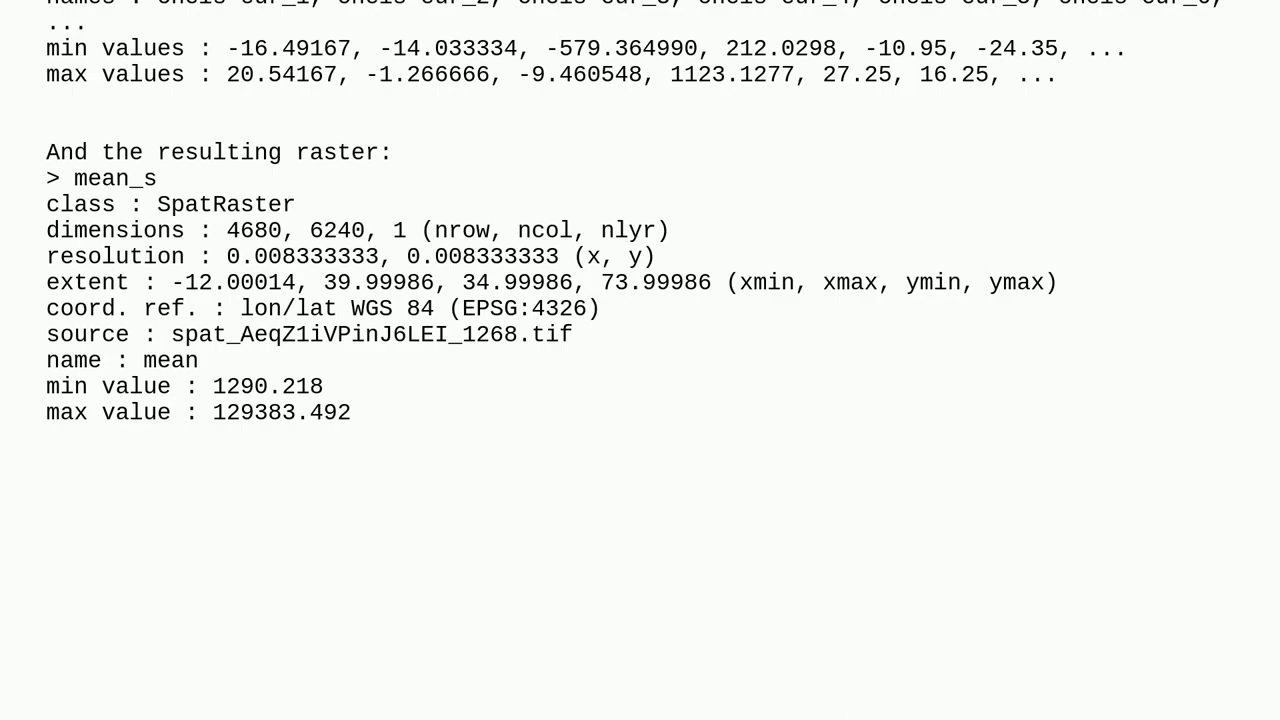 ...
min values : -16.49167, -14.033334, -579.364990, 212.0298, -10.95, -24.35, ...
max values : 20.54167, -1.266666, -9.460548, 1123.1277, 27.25, 16.25, ...
And the resulting raster:
> mean_s
class : SpatRaster
dimensions : 4680, 6240, 1 (nrow, ncol, nlyr)
resolution : 0.008333333, 0.008333333 (x, y)
extent : -12.00014, 39.99986, 34.99986, 73.99986 (xmin, xmax, ymin, ymax)
coord. ref. : lon/lat WGS 84 (EPSG:4326)
source : spat_AeqZ1iVPinJ6LEI_1268.tif
name : mean
min value : 1290.218
max value : 129383.492